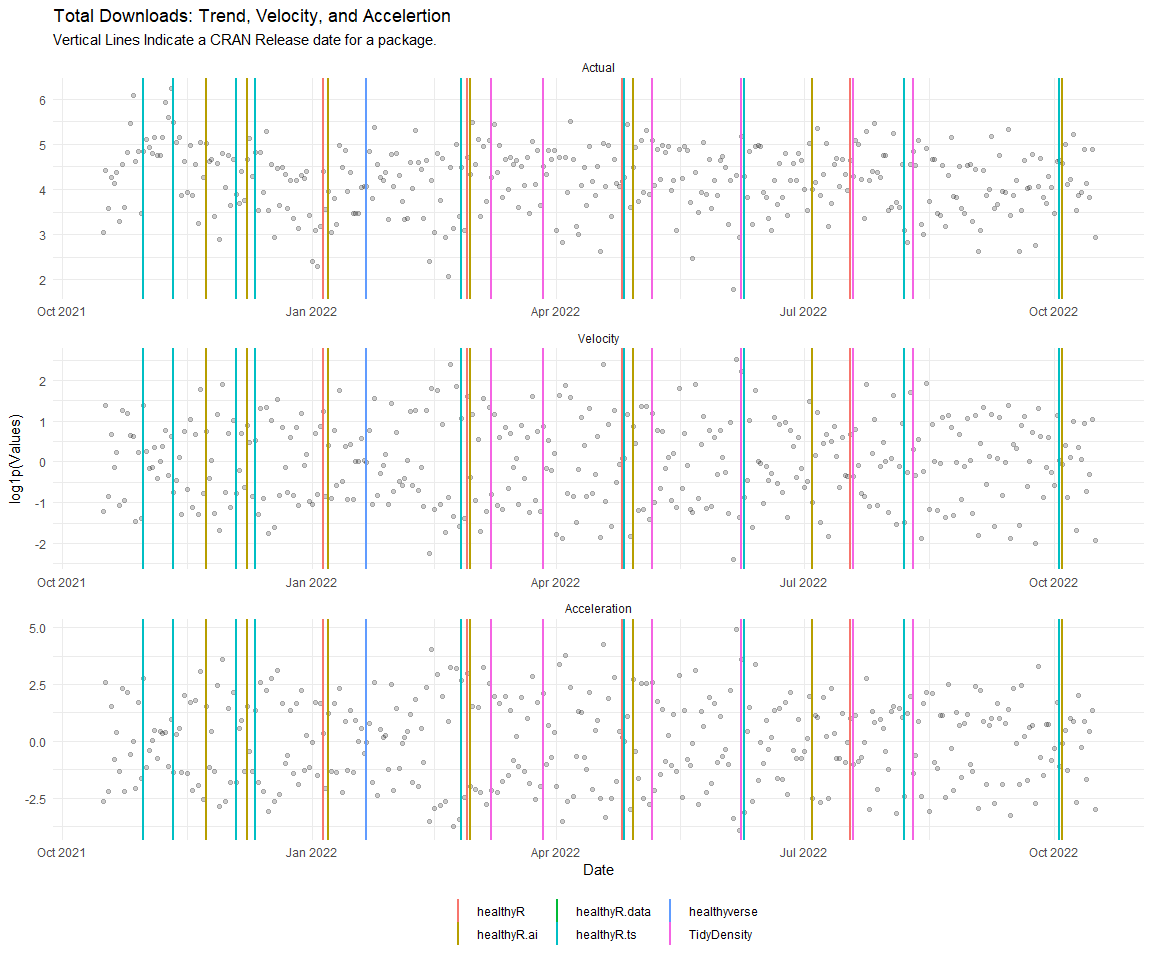 Total Downloads: Trend, Velocity, and Accelertion
Vertical Lines Indicate a CRAN Release date for a package.
Actual
6
5
4
3
2
Oct 2021
Jan 2022
Apr 2022
Jul 2022
Oct 2022
Velocity
2
1
0
-1
-2
Oct 2021
Jan 2022
Apr 2022
Jul 2022
Oct 2022
Acceleration
5.0
2.5
0.0
-2.5
Oct 2021
Jan 2022
Apr 2022
Jul 2022
Oct 2022
log1p(Values)
Date
healthyR
healthyR.data
healthyverse
healthyR.ai
healthyR.ts
TidyDensity